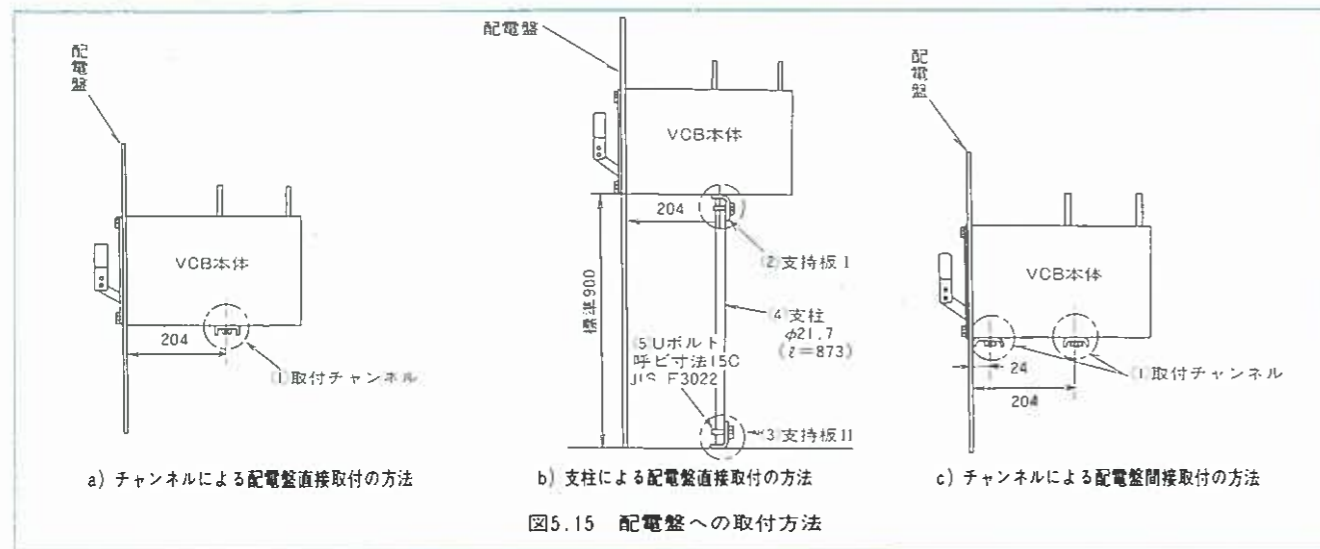 配電盤
VCB本体
204
(1)取付チャンネル
a) チャンネルによる配電盤直接取付の方法
配電盤
VCB本体
204
(2)支持板I
標準900
(4)支柱
φ21.7
(ℓ=873)
(5)Uボルト
呼ビ寸法15C
JIS F3022
(3)支持板II
b) 支柱による配電盤直接取付の方法
配電盤
VCB本体
24
204
(1)取付チャンネル
c) チャンネルによる配電盤間接取付の方法
図5.15 配電盤への取付方法